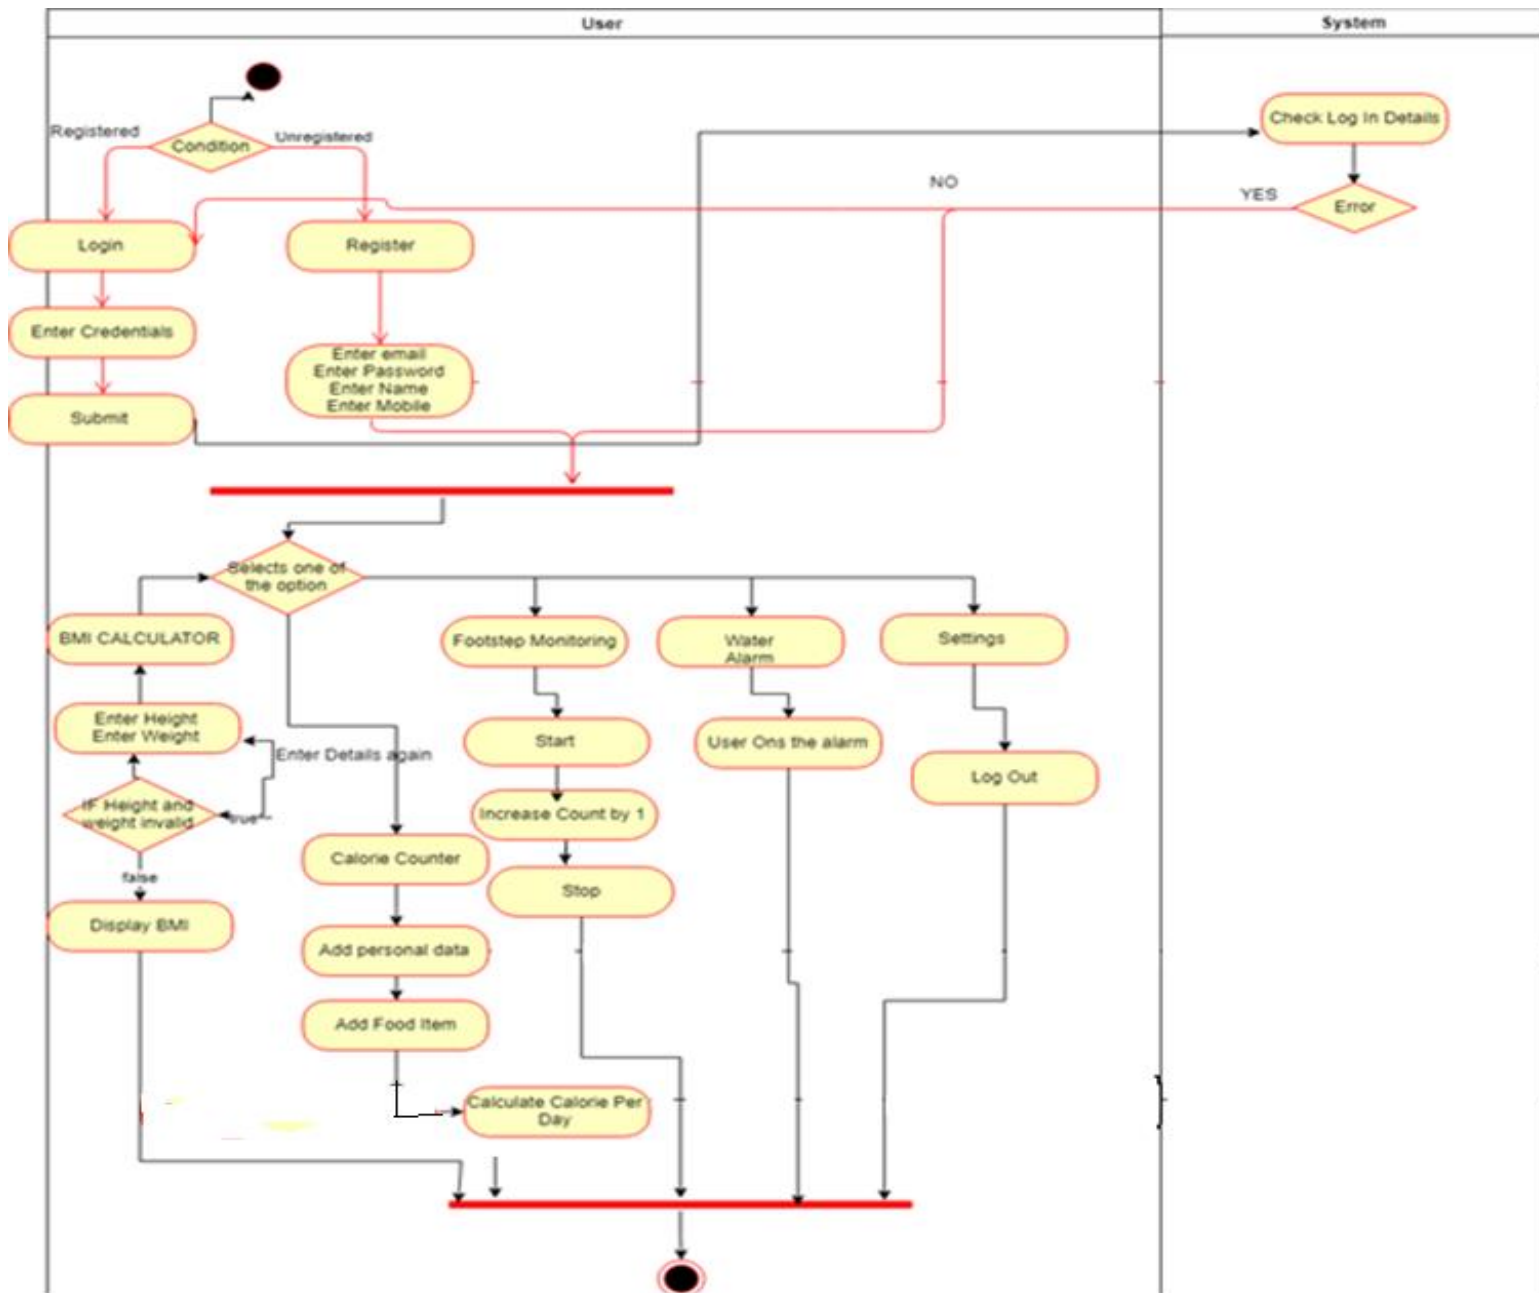 User
System
Registered
Condition
Unregistered
Check Log In Details
NO
YES
Error
Login
Register
Enter Credentials
Enter email
Enter Password
Enter Name
Enter Mobile
Submit
Selects one of
the option
BMI CALCULATOR
Footstep Monitoring
Water
Alarm
Settings
Enter Height
Enter Weight
Enter Details again
Start
User Ons the alarm
Log Out
IF Height and
weight invalid
true
Increase Count by 1
false
Calorie Counter
Stop
Display BMI
Add personal data
Add Food Item
Calculate Calorie Per
Day